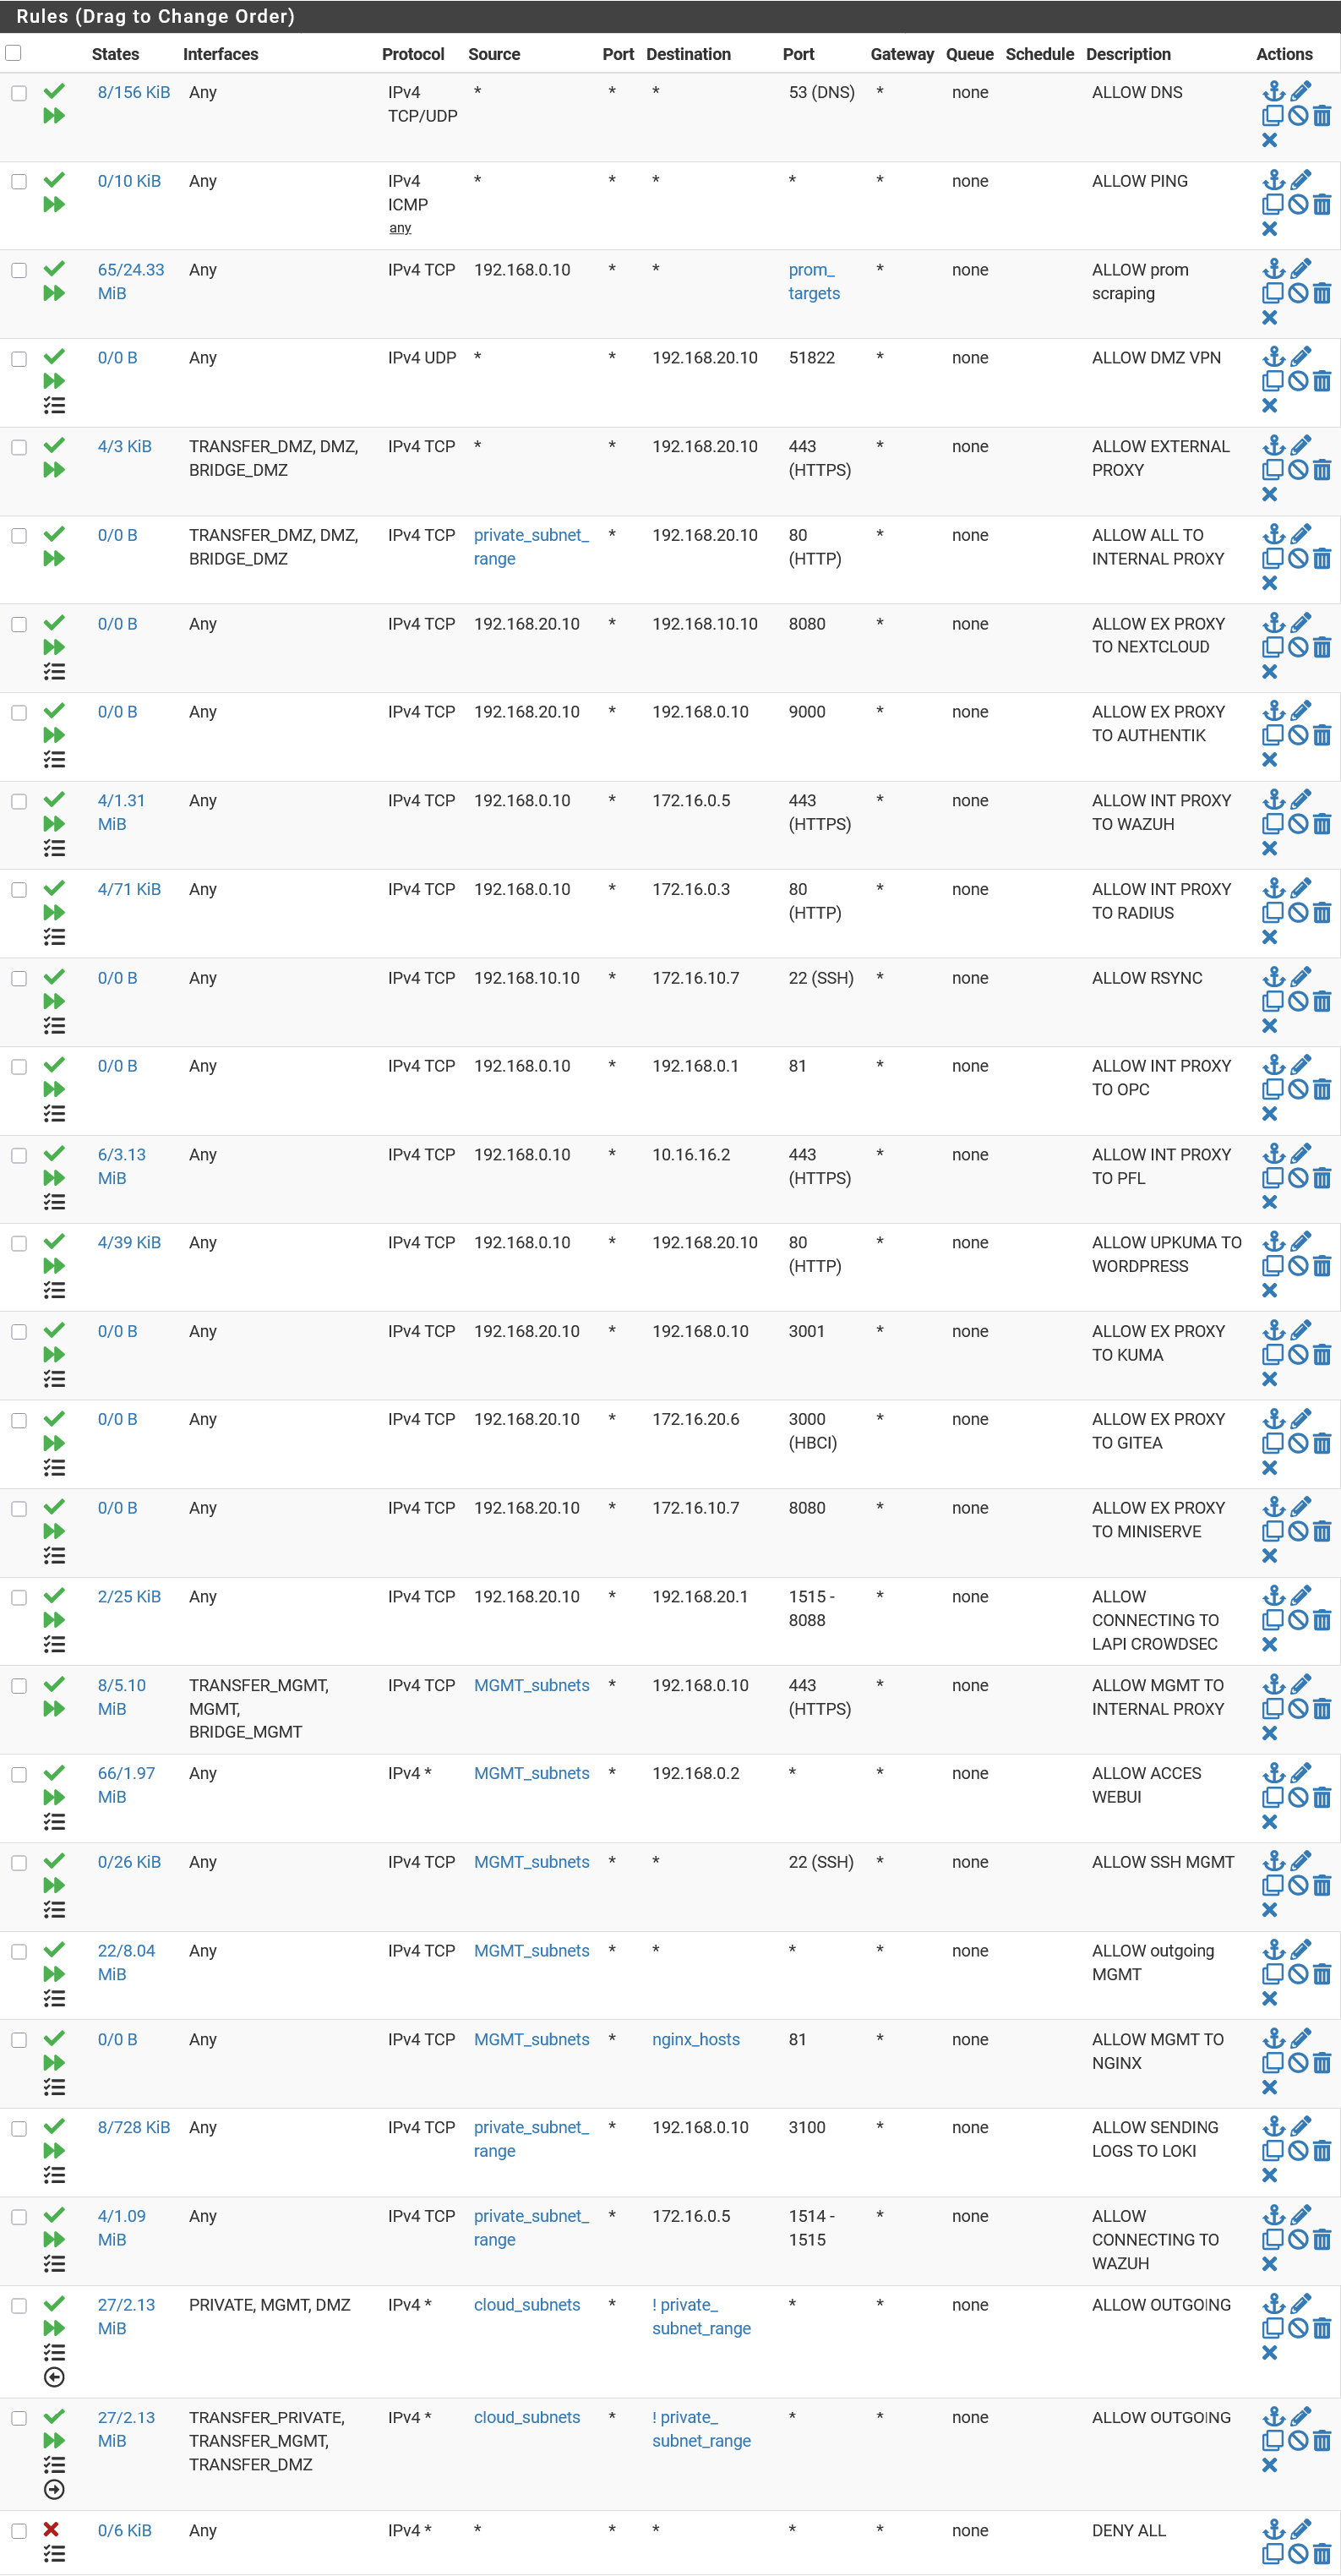 Rules (Drag to Change Order)
States Interfaces Protocol Source Port Destination Port Gateway Queue Schedule Description Actions
8/156 KiB Any IPv4 * * * 53 (DNS) * none ALLOW DNS
TCP/UDP
0/10 KiB Any IPv4 * * * * * none ALLOW PING
ICMP
any
65/24.33 Any IPv4 TCP 192.168.0.10 * * prom_ * none ALLOW prom
MiB targets scraping
0/0 B Any IPv4 UDP * * 192.168.20.10 51822 * none ALLOW DMZ VPN
4/3 KiB TRANSFER_DMZ, DMZ, IPv4 TCP * * 192.168.20.10 443 * none ALLOW EXTERNAL
BRIDGE_DMZ (HTTPS) PROXY
0/0 B TRANSFER_DMZ, DMZ, IPv4 TCP private_subnet_ * 192.168.20.10 80 * none ALLOW ALL TO
BRIDGE_DMZ range (HTTP) INTERNAL PROXY
0/0 B Any IPv4 TCP 192.168.20.10 * 192.168.10.10 8080 * none ALLOW EX PROXY
TO NEXTCLOUD
0/0 B Any IPv4 TCP 192.168.20.10 * 192.168.0.10 9000 * none ALLOW EX PROXY
TO AUTHENTIK
4/1.31 Any IPv4 TCP 192.168.0.10 * 172.16.0.5 443 * none ALLOW INT PROXY
MiB (HTTPS) TO WAZUH
4/71 KiB Any IPv4 TCP 192.168.0.10 * 172.16.0.3 80 * none ALLOW INT PROXY
(HTTP) TO RADIUS
0/0 B Any IPv4 TCP 192.168.10.10 * 172.16.10.7 22 (SSH) * none ALLOW RSYNC
0/0 B Any IPv4 TCP 192.168.0.10 * 192.168.0.1 81 * none ALLOW INT PROXY
TO OPC
6/3.13 Any IPv4 TCP 192.168.0.10 * 10.16.16.2 443 * none ALLOW INT PROXY
MiB (HTTPS) TO PFL
4/39 KiB Any IPv4 TCP 192.168.0.10 * 192.168.20.10 80 * none ALLOW UPKUMA TO
(HTTP) WORDPRESS
0/0 B Any IPv4 TCP 192.168.20.10 * 192.168.0.10 3001 * none ALLOW EX PROXY
TO KUMA
0/0 B Any IPv4 TCP 192.168.20.10 * 172.16.20.6 3000 * none ALLOW EX PROXY
(HBCI) TO GITEA
0/0 B Any IPv4 TCP 192.168.20.10 * 172.16.10.7 8080 * none ALLOW EX PROXY
TO MINISERVE
2/25 KiB Any IPv4 TCP 192.168.20.10 * 192.168.20.1 1515 - * none ALLOW
8088 CONNECTING TO
LAPI CROWDSEC
8/5.10 TRANSFER_MGMT, IPv4 TCP MGMT_subnets * 192.168.0.10 443 * none ALLOW MGMT TO
MiB MGMT, (HTTPS) INTERNAL PROXY
BRIDGE_MGMT
66/1.97 Any IPv4 * MGMT_subnets * 192.168.0.2 * * none ALLOW ACCES
MiB WEBUI
0/26 KiB Any IPv4 TCP MGMT_subnets * * 22 (SSH) * none ALLOW SSH MGMT
22/8.04 Any IPv4 TCP MGMT_subnets * * * * none ALLOW outgoing
MiB MGMT
0/0 B Any IPv4 TCP MGMT_subnets * nginx_hosts 81 * none ALLOW MGMT TO
NGINX
8/728 KiB Any IPv4 TCP private_subnet_ * 192.168.0.10 3100 * none ALLOW SENDING
range LOGS TO LOKI
4/1.09 Any IPv4 TCP private_subnet_ * 172.16.0.5 1514 - * none ALLOW
MiB range 1515 CONNECTING TO
WAZUH
27/2.13 PRIVATE, MGMT, DMZ IPv4 * cloud_subnets * ! private_ * * none ALLOW OUTGOING
MiB subnet_range
27/2.13 TRANSFER_PRIVATE, IPv4 * cloud_subnets * ! private_ * * none ALLOW OUTGOING
MiB TRANSFER_MGMT, subnet_range
TRANSFER_DMZ
0/6 KiB Any IPv4 * * * * * * none DENY ALL